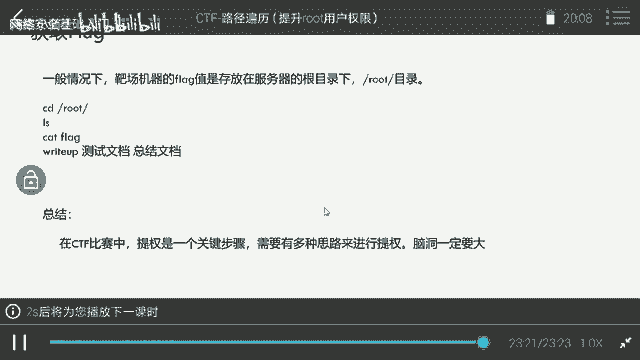 CTF-路径遍历（提升root用户权限）
20:08
获取Flag
bilibili
一般情况下，靶场机器的flag值是存放在服务器的根目录下，/root/目录。
cd /root/
ls
cat flag
writeup 测试文档 总结文档
总结：
在CTF比赛中，提权是一个关键步骤，需要有多种思路来进行提权。脑洞一定要大
2s后将为您播放下一课时
23:21/23:23 1.0X